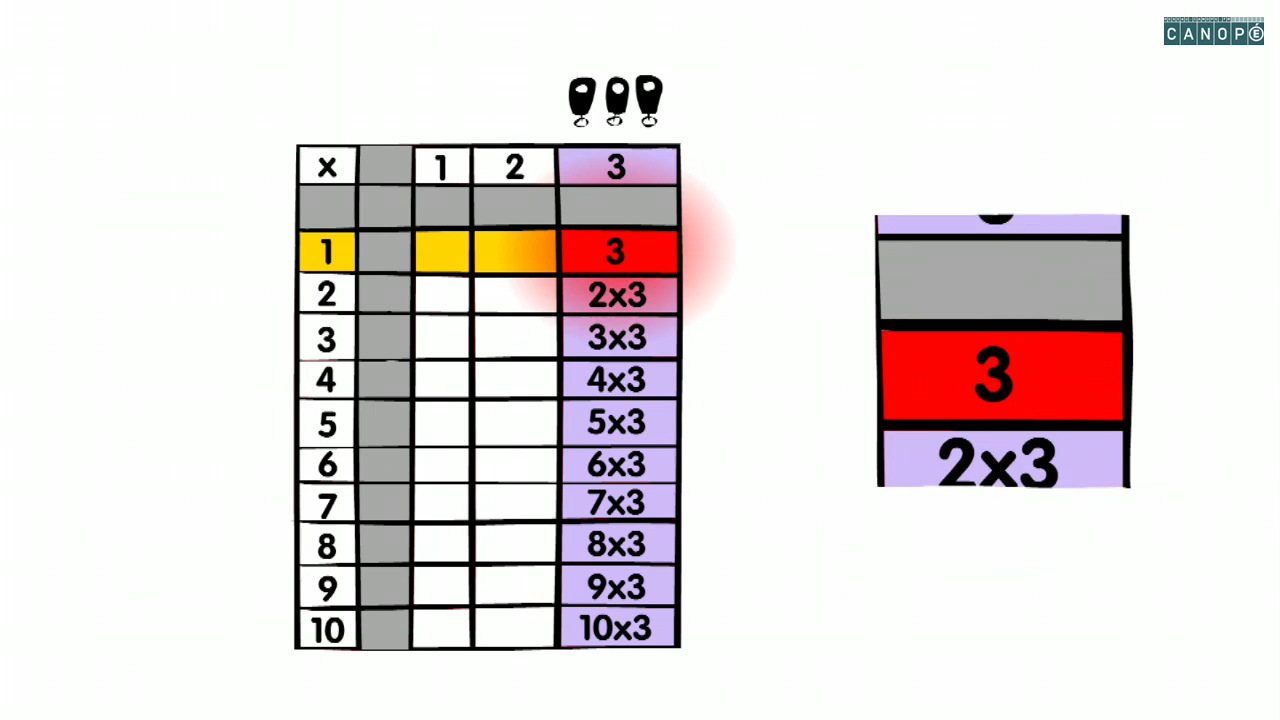 CANOPÉ
x 1 2 3
1 3
2 2x3
3 3x3
4 4x3
5 5x3
6 6x3
7 7x3
8 8x3
9 9x3
10 10x3
3
2x3